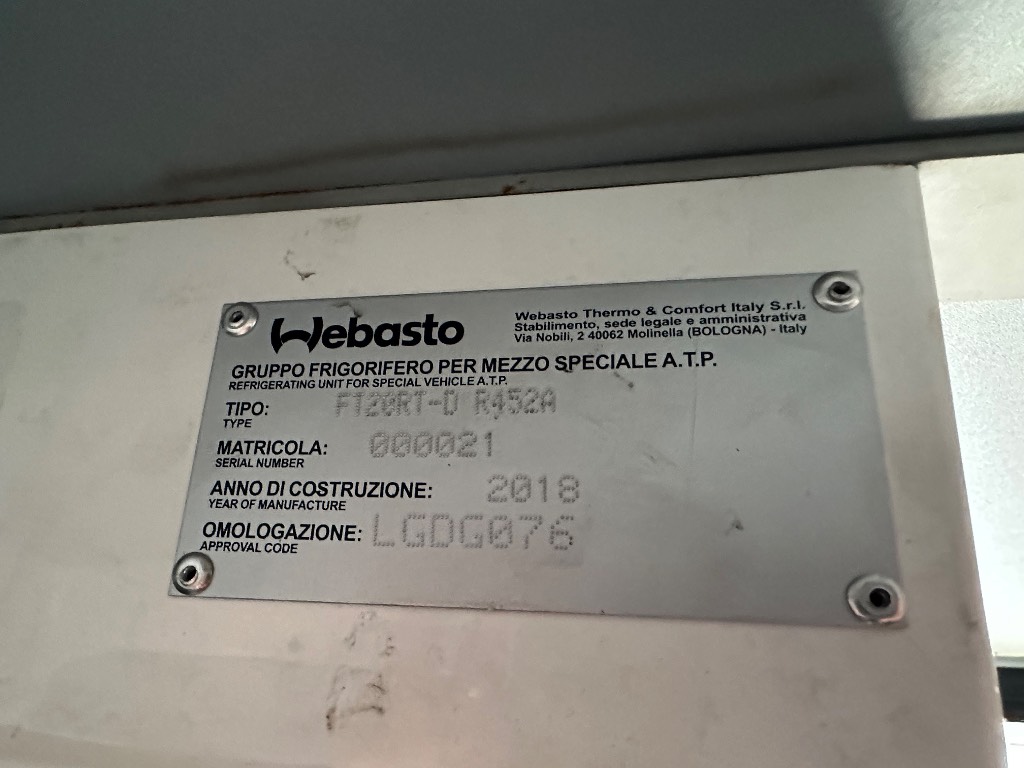 Webasto
Webasto Thermo & Comfort Italy S.r.l.
Stabilimento, sede legale e amministrativa
Via Nobili, 2 40062 Molinella (BOLOGNA) - Italy
GRUPPO FRIGORIFERO PER MEZZO SPECIALE A.T.P.
REFRIGERATING UNIT FOR SPECIAL VEHICLE A.T.P.
TIPO: FT20RT-D R452A
TYPE
MATRICOLA: 000021
SERIAL NUMBER
ANNO DI COSTRUZIONE: 2018
YEAR OF MANUFACTURE
OMOLOGAZIONE: LGDG076
APPROVAL CODE